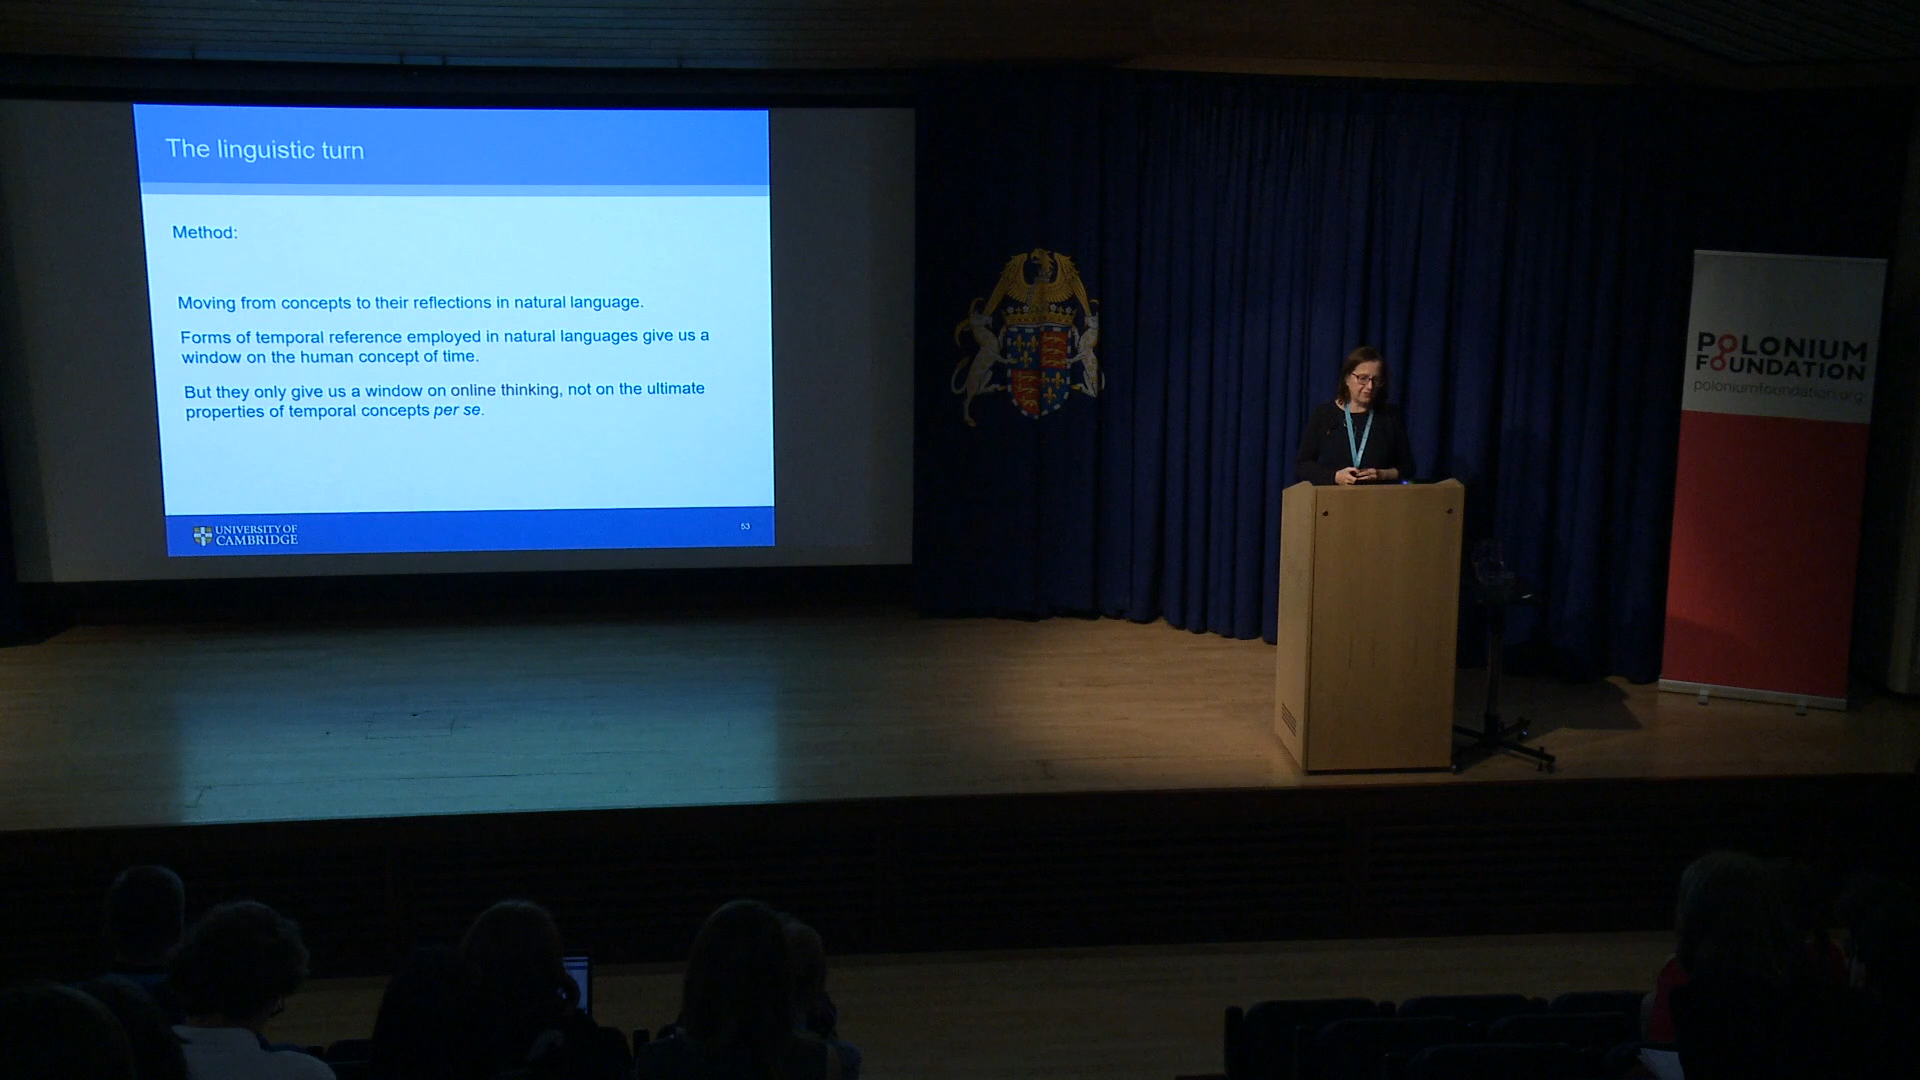 The linguistic turn
Method:
Moving from concepts to their reflections in natural language.
Forms of temporal reference employed in natural languages give us a
window on the human concept of time.
But they only give us a window on online thinking, not on the ultimate
properties of temporal concepts per se.
UNIVERSITY OF
CAMBRIDGE
53
POLONIUM
FOUNDATION
poloniumfoundation.org